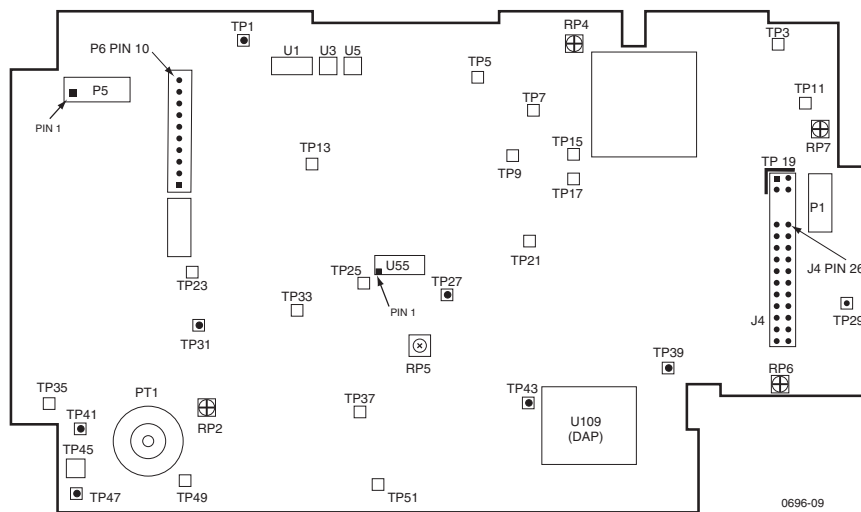 TP1
RP4
TP3
P6 PIN 10
U1
U3
U5
TP5
P5
TP7
TP11
PIN 1
RP7
TP13
TP15
TP9
TP 19
TP17
P1
TP21
U55
J4 PIN 26
TP23
TP25
TP27
TP33
PIN 1
TP29
TP31
J4
RP5
TP39
RP6
TP35
PT1
TP43
TP41
RP2
TP37
U109
(DAP)
TP45
TP47
TP49
TP51
0696-09